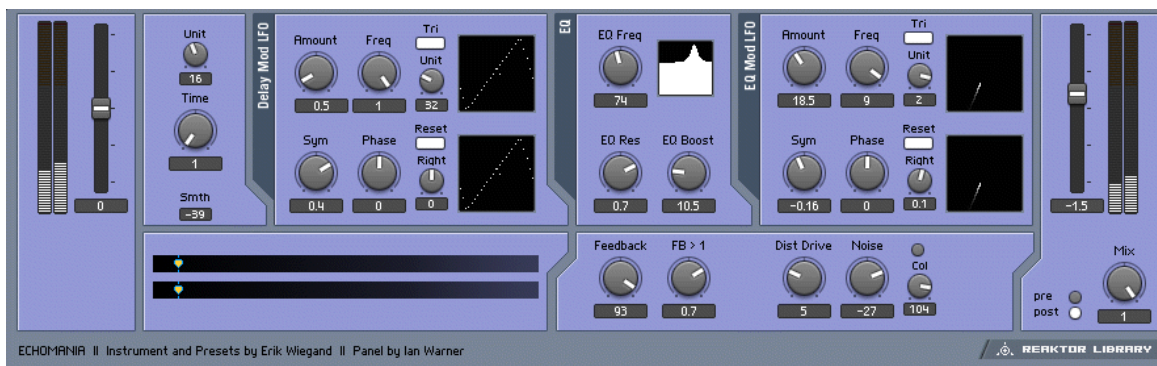 0
Unit
16
Time
1
Smth
-39
Delay Mod LFO
Amount
0.5
Freq
1
Tri
Unit
32
Sym
0.4
Phase
0
Reset
Right
0
EQ
EQ Freq
74
EQ Res
0.7
EQ Boost
10.5
EQ Mod LFO
Amount
18.5
Freq
9
Tri
Unit
2
Sym
-0.16
Phase
0
Reset
Right
0.1
-1.5
Feedback
93
FB > 1
0.7
Dist Drive
5
Noise
-27
Col
104
pre
post
Mix
1
ECHOMANIA II Instrument and Presets by Erik Wiegand II Panel by Ian Warner
REAKTOR LIBRARY